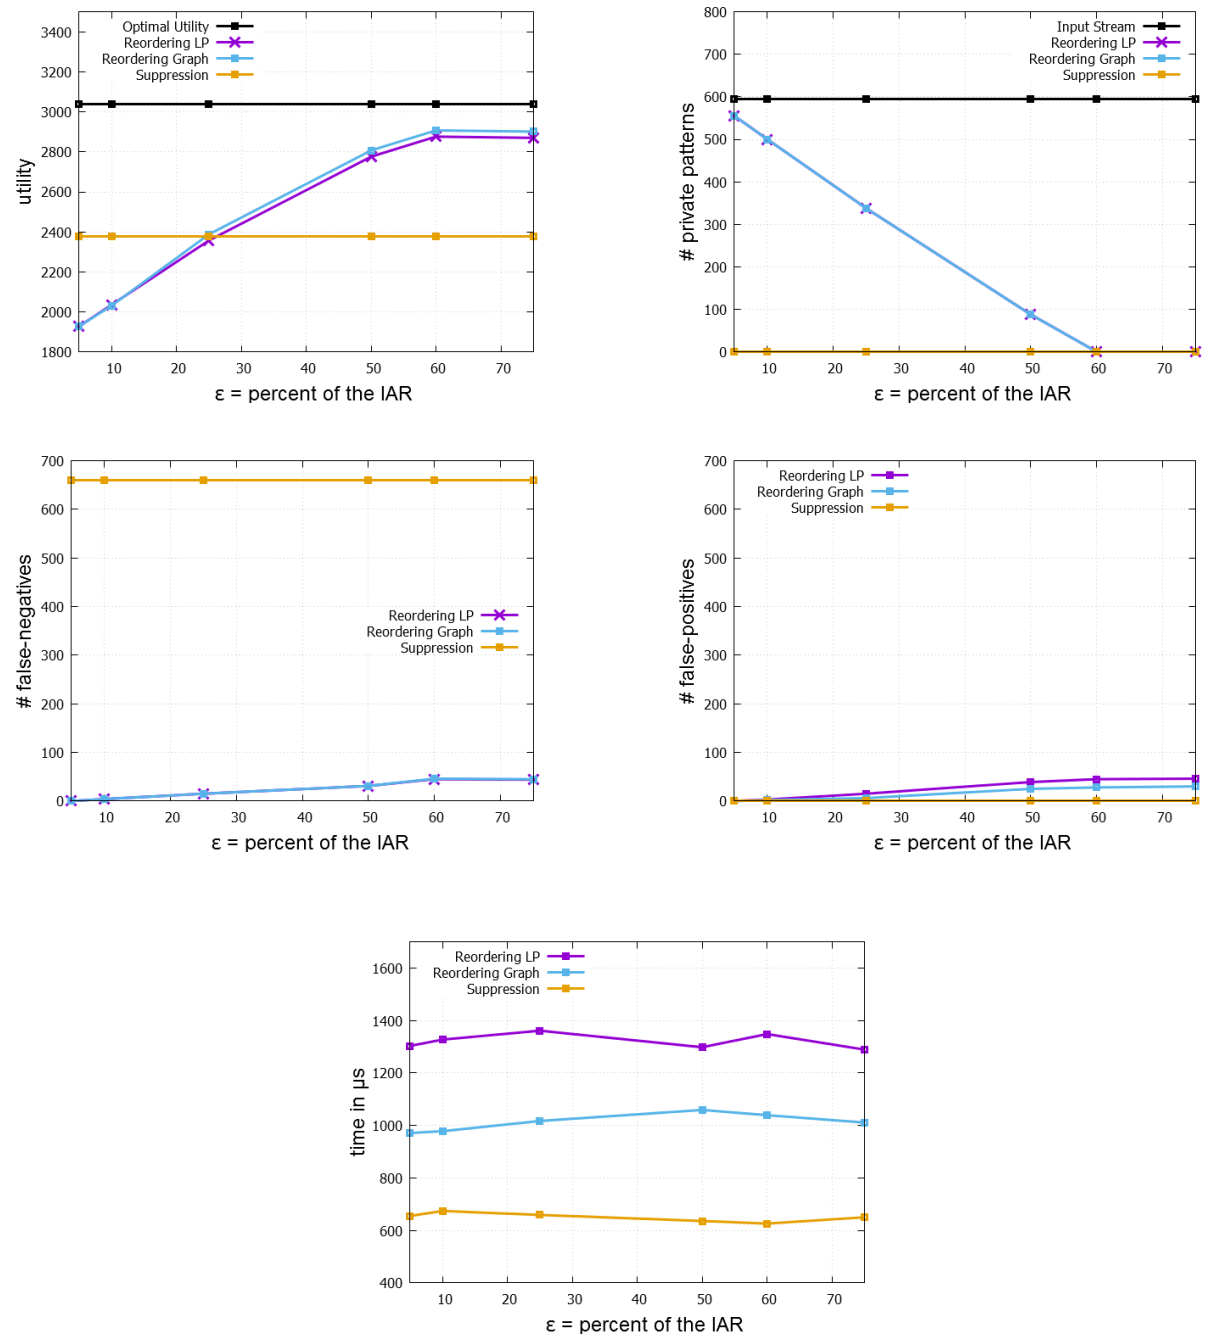 3400
3200
3000
2800
2600
2400
2200
2000
1800
utility
Optimal Utility
Reordering LP
Reordering Graph
Suppression
10 20 30 40 50 60 70
ε = percent of the IAR
800
700
600
500
400
300
200
100
0
# private patterns
Input Stream
Reordering LP
Reordering Graph
Suppression
10 20 30 40 50 60 70
ε = percent of the IAR
700
600
500
400
300
200
100
0
# false-negatives
Reordering LP
Reordering Graph
Suppression
10 20 30 40 50 60 70
ε = percent of the IAR
700
600
500
400
300
200
100
0
# false-positives
Reordering LP
Reordering Graph
Suppression
10 20 30 40 50 60 70
ε = percent of the IAR
1600
1400
1200
1000
800
600
400
time in μs
Reordering LP
Reordering Graph
Suppression
10 20 30 40 50 60 70
ε = percent of the IAR